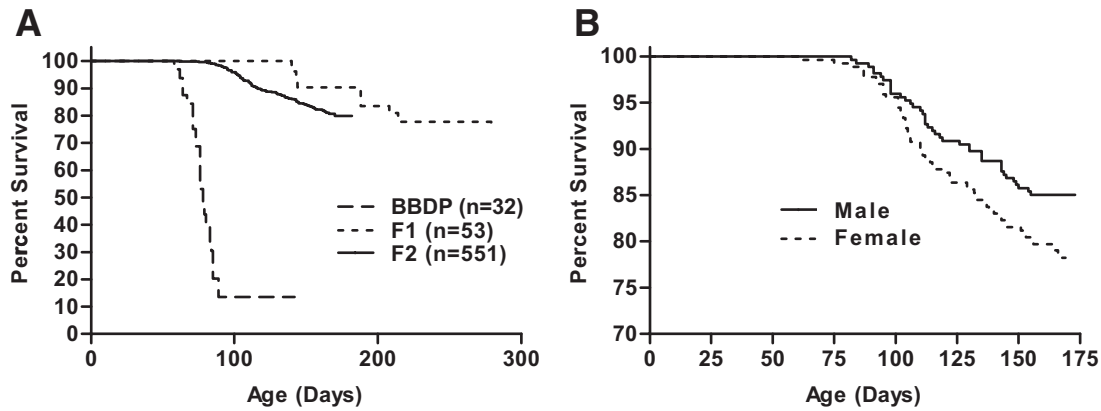 A
100
90
80
70
60
50
40
30
20
10
0
Percent Survival
BBDP (n=32)
F1 (n=53)
F2 (n=551)
0 100 200 300
Age (Days)
B
100
95
90
85
80
75
70
Percent Survival
Male
Female
0 25 50 75 100 125 150 175
Age (Days)